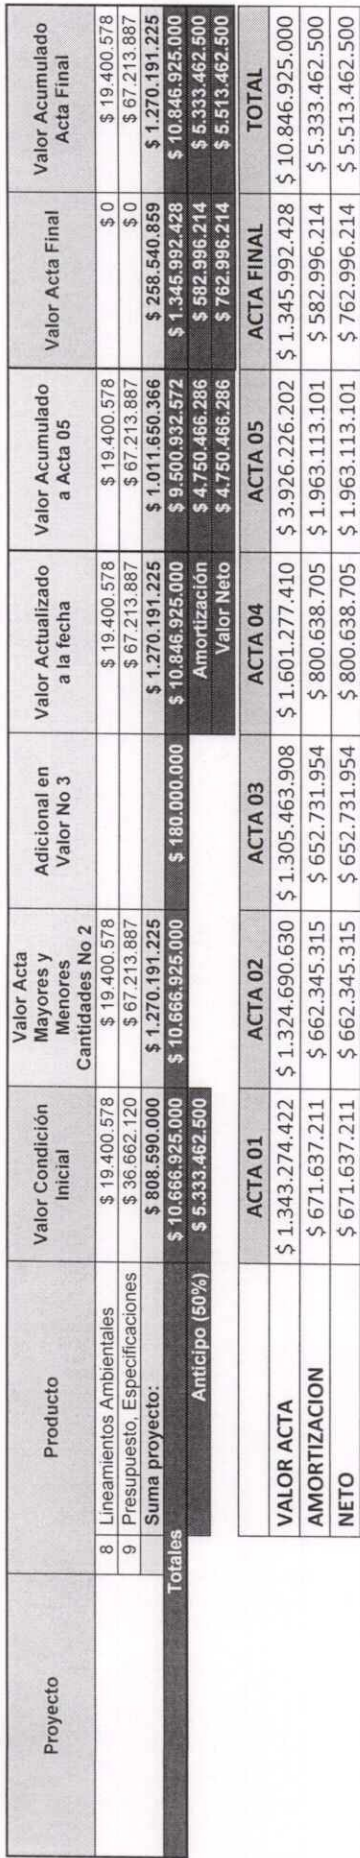 Proyecto Producto Valor Condición Inicial Valor Acta Mayores y Menores Cantidades No 2 Adicional en Valor No 3 Valor Actualizado a la fecha Valor Acumulado a Acta 05 Valor Acta Final Valor Acumulado Acta Final
8 Lineamientos Ambientales $ 19.400.578 $ 19.400.578 $ 19.400.578 $ 19.400.578 $ 0 $ 19.400.578
9 Presupuesto, Especificaciones $ 36.662.120 $ 67.213.887 $ 67.213.887 $ 67.213.887 $ 0 $ 67.213.887
Suma proyecto: $ 808.590.000 $ 1.270.191.225 $ 1.270.191.225 $ 1.011.650.366 $ 258.540.859 $ 1.270.191.225
Totales $ 10.666.925.000 $ 10.666.925.000 $ 180.000.000 $ 10.846.925.000 $ 9.500.932.572 $ 1.345.992.428 $ 10.846.925.000
Anticipo (50%) $ 5.333.462.500 Amortización $ 4.750.466.286 $ 582.996.214 $ 5.333.462.500
Valor Neto $ 4.750.466.286 $ 762.996.214 $ 5.513.462.500
ACTA 01 ACTA 02 ACTA 03 ACTA 04 ACTA 05 ACTA FINAL TOTAL
VALOR ACTA $ 1.343.274.422 $ 1.324.690.630 $ 1.305.463.908 $ 1.601.277.410 $ 3.926.226.202 $ 1.345.992.428 $ 10.846.925.000
AMORTIZACION $ 671.637.211 $ 662.345.315 $ 652.731.954 $ 800.638.705 $ 1.963.113.101 $ 582.996.214 $ 5.333.462.500
NETO $ 671.637.211 $ 662.345.315 $ 652.731.954 $ 800.638.705 $ 1.963.113.101 $ 762.996.214 $ 5.513.462.500